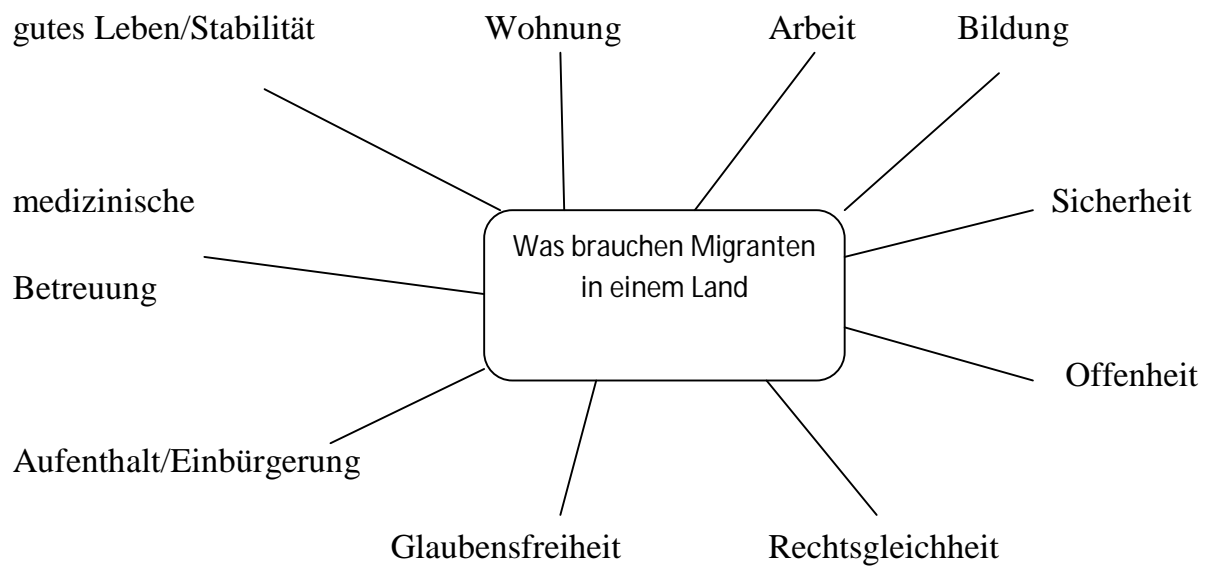 gutes Leben/Stabilität
Wohnung
Arbeit
Bildung
medizinische
Betreuung
Sicherheit
Was brauchen Migranten
in einem Land
Offenheit
Aufenthalt/Einbürgerung
Glaubensfreiheit
Rechtsgleichheit